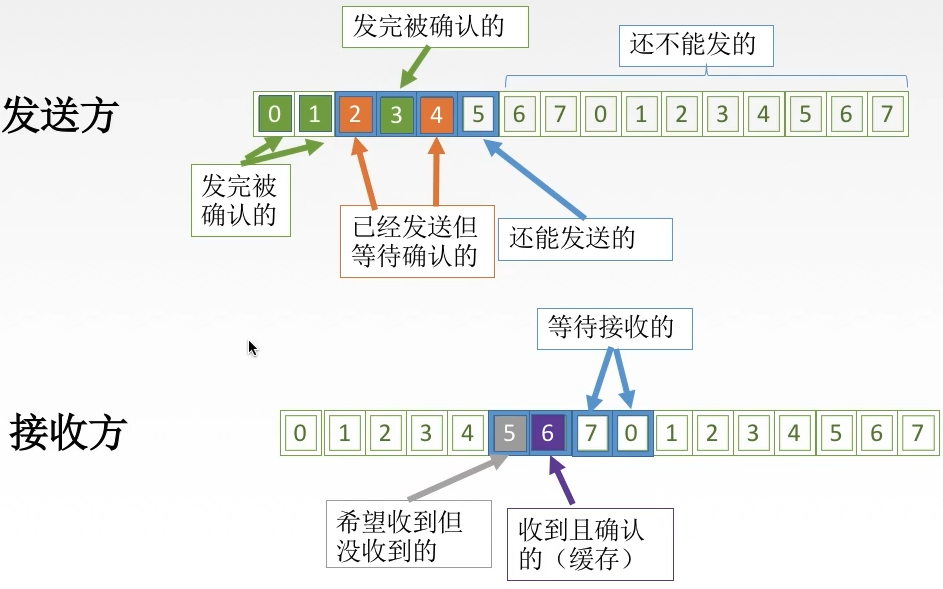 发完被确认的
还不能发的
发送方
0 1 2 3 4 5 6 7 0 1 2 3 4 5 6 7
发完被
确认的
已经发送但
等待确认的
还能发送的
等待接收的
接收方
0 1 2 3 4 5 6 7 0 1 2 3 4 5 6 7
希望收到但
没收到的
收到且确认
的（缓存）